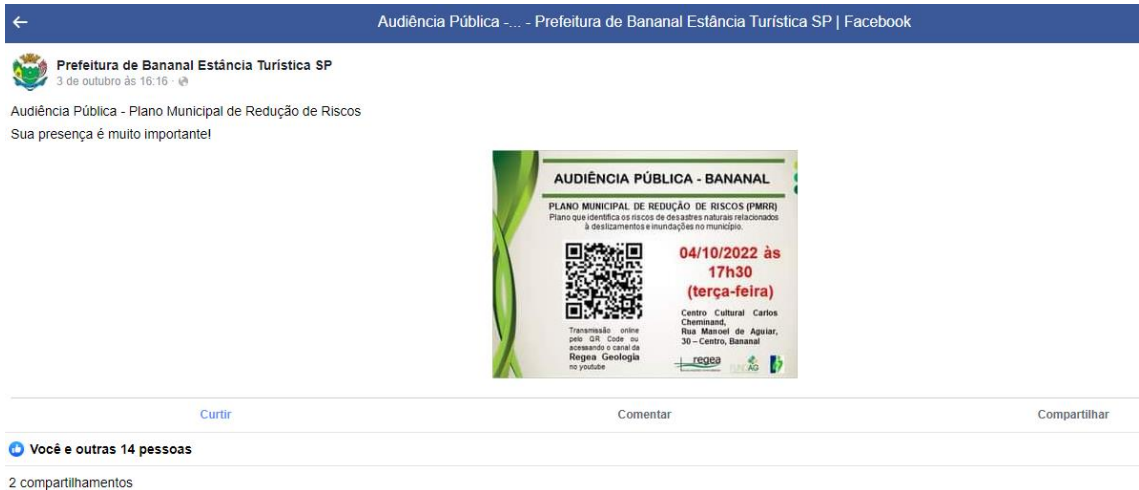 Audiência Pública -... - Prefeitura de Bananal Estância Turística SP | Facebook
Prefeitura de Bananal Estância Turística SP
3 de outubro às 16:16 ·
Audiência Pública - Plano Municipal de Redução de Riscos
Sua presença é muito importante!
AUDIÊNCIA PÚBLICA - BANANAL
PLANO MUNICIPAL DE REDUÇÃO DE RISCOS (PMRR)
Plano que identifica os riscos de desastres naturais relacionados
à deslizamentos e inundações no município.
04/10/2022 às
17h30
(terça-feira)
Centro Cultural Carlos
Cheminand,
Rua Manoel de Aguiar,
30 – Centro, Bananal
Transmissão online
pelo QR Code ou
acessando o canal da
Regea Geologia
no youtube
regea
FUNDAG
Curtir
Comentar
Compartilhar
Você e outras 14 pessoas
2 compartilhamentos